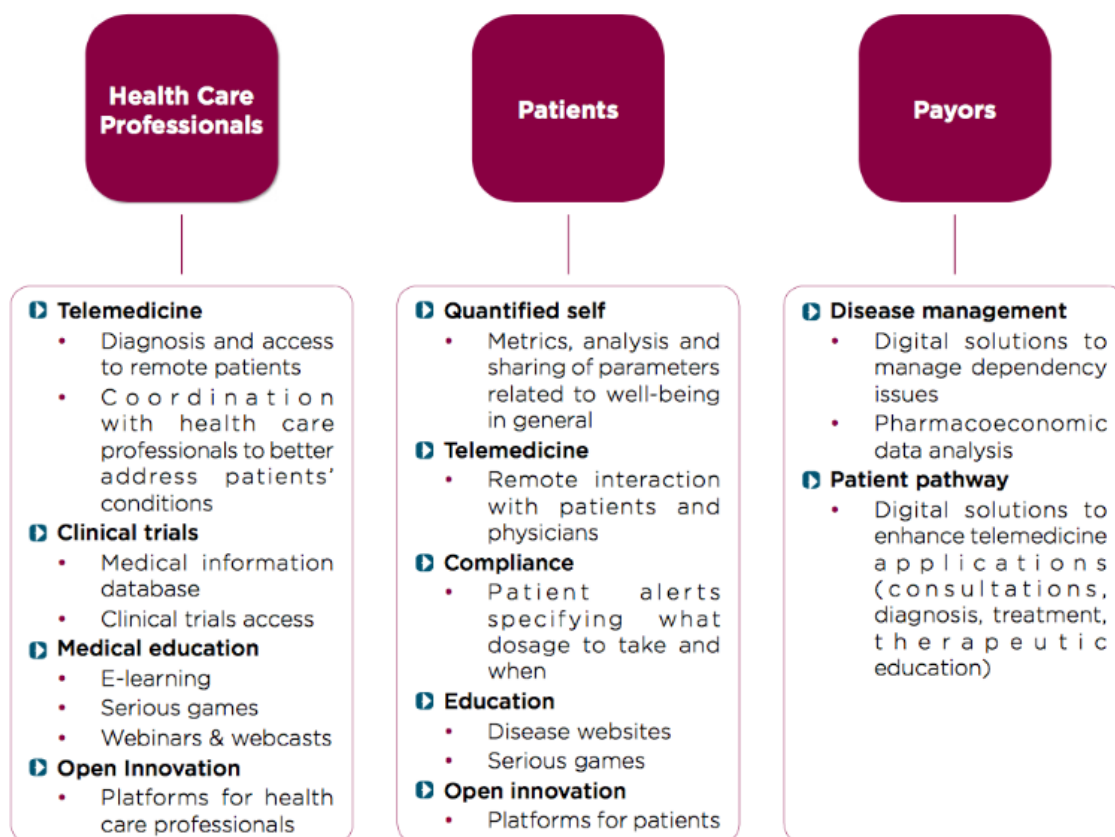 Health Care
Professionals
Telemedicine
• Diagnosis and access
to remote patients
• Coordination
with health care
professionals to better
address patients'
conditions
Clinical trials
• Medical information
database
• Clinical trials access
Medical education
• E-learning
• Serious games
• Webinars & webcasts
Open Innovation
• Platforms for health
care professionals
Patients
Quantified self
• Metrics, analysis and
sharing of parameters
related to well-being
in general
Telemedicine
• Remote interaction
with patients and
physicians
Compliance
• Patient alerts
specifying what
dosage to take and
when
Education
• Disease websites
• Serious games
Open innovation
• Platforms for patients
Payors
Disease management
• Digital solutions to
manage dependency
issues
• Pharmacoeconomic
data analysis
Patient pathway
• Digital solutions to
enhance telemedicine
applications
(consultations,
diagnosis, treatment,
therapeutic
education)